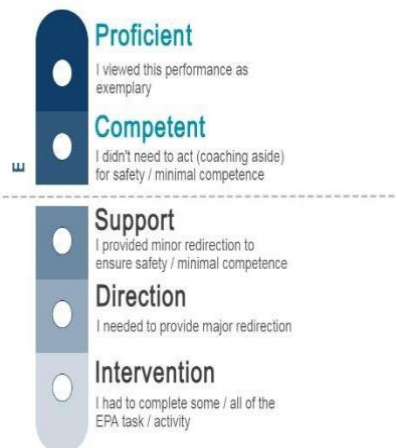 Proficient
I viewed this performance as
exemplary
Competent
I didn't need to act (coaching aside)
for safety / minimal competence
E
Support
I provided minor redirection to
ensure safety / minimal competence
Direction
I needed to provide major redirection
Intervention
I had to complete some / all of the
EPA task / activity